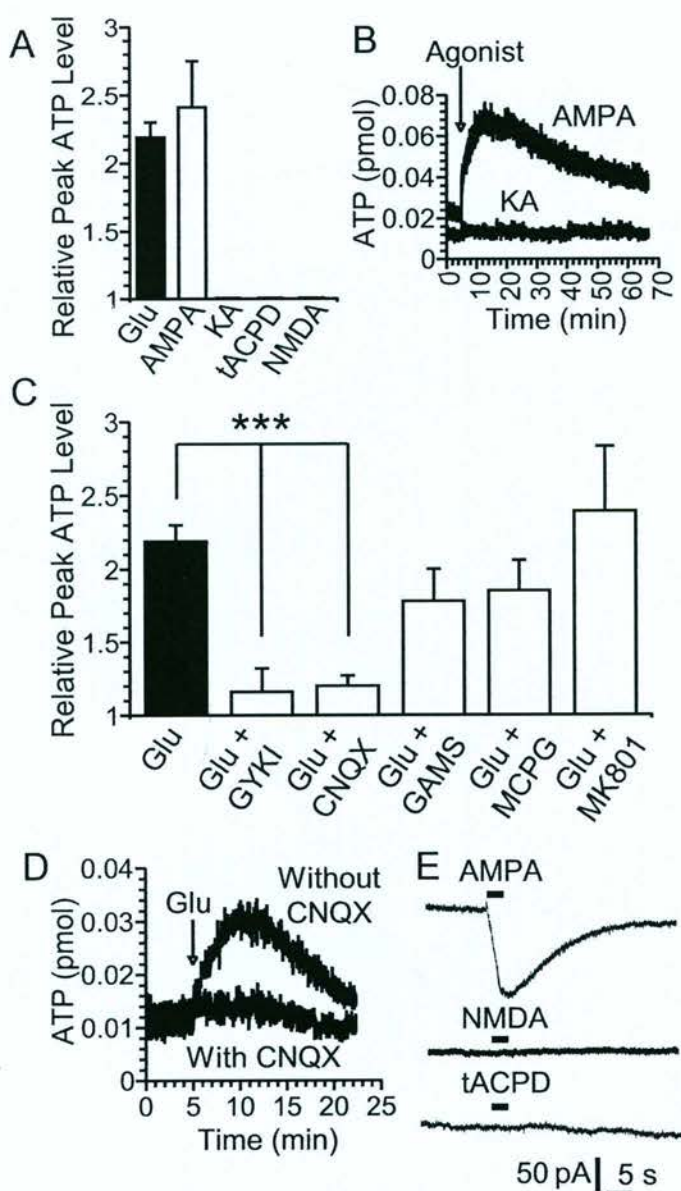 A
Relative Peak ATP Level
3
2.5
2
1.5
1
Glu
AMPA
KA
tACPD
NMDA
B
Agonist
ATP (pmol)
0.08
0.06
0.04
0.02
0
AMPA
KA
0
10
20
30
40
50
60
70
Time (min)
C
Relative Peak ATP Level
3
2.5
2
1.5
1
***
Glu
Glu +
GYKI
Glu +
CNQX
Glu +
GAMS
Glu +
MCPG
Glu +
MK801
D
ATP (pmol)
0.04
0.03
0.02
0.01
0
Glu
Without
CNQX
With CNQX
0
5
10
15
20
25
Time (min)
E
AMPA
NMDA
tACPD
50 pA
5 s